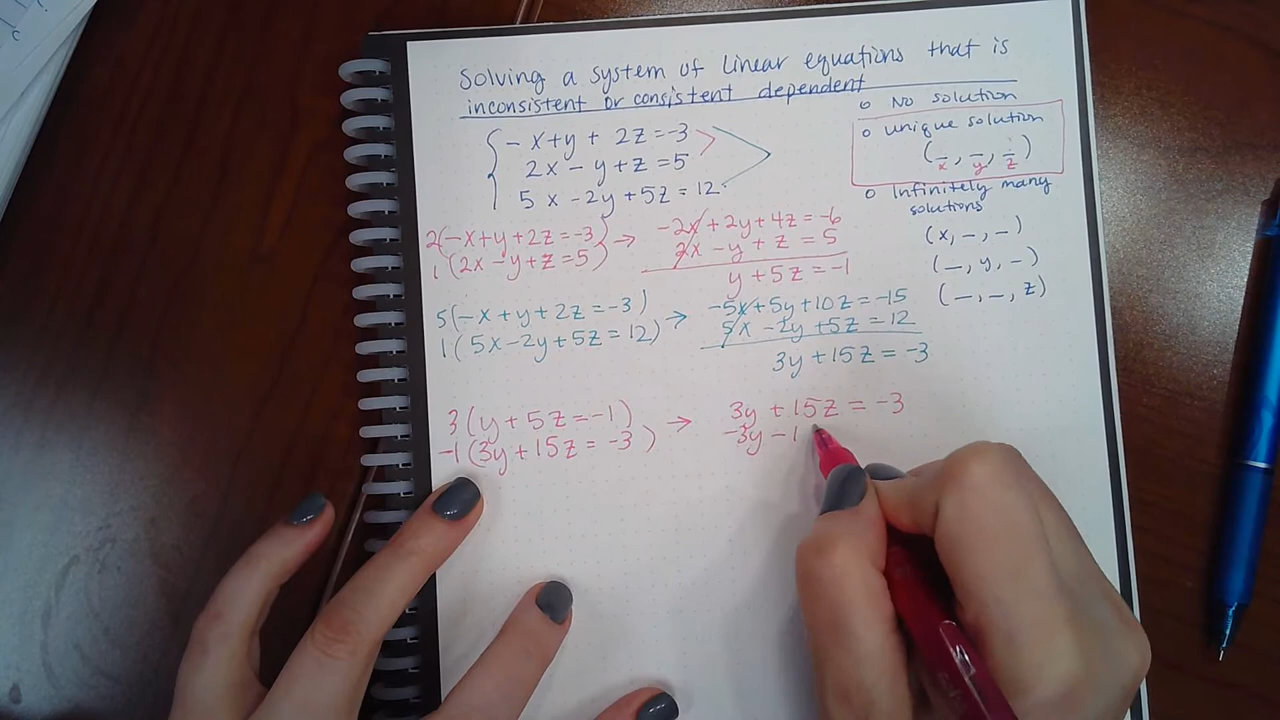 Solving a system of linear equations that is
inconsistent or consistent dependent
o No solution
o unique solution
(_, _, _)
x y z
o Infinitely many
solutions
(x, _, _)
(_, y, _)
(_, _, z)
-x+y+2z=-3
2x-y+z=5
5x-2y+5z=12
2(-x+y+2z=-3) → -2x+2y+4z=-6
1(2x-y+z=5) 2x-y+z=5
y+5z=-1
5(-x+y+2z=-3) → -5x+5y+10z=-15
1(5x-2y+5z=12) 5x-2y+5z=12
3y+15z=-3
3(y+5z=-1) → 3y+15z=-3
-1(3y+15z=-3) -3y-1